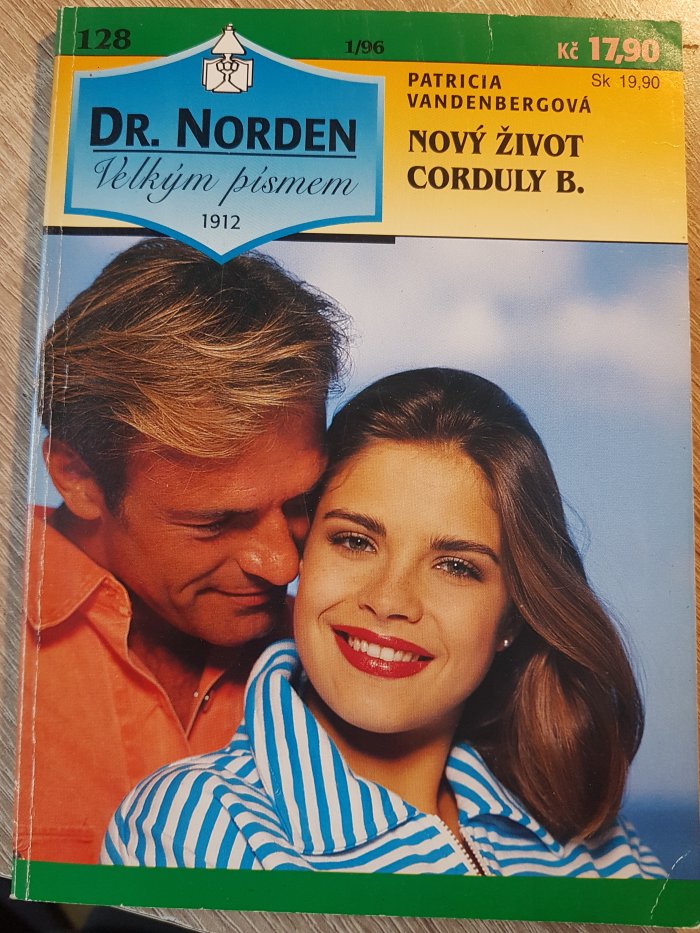 128
1/96
Kč 17,90
Sk 19,90
DR. NORDEN
Velkým písmem
1912
PATRICIA
VANDENBERGOVÁ
NOVÝ ŽIVOT
CORDULY B.